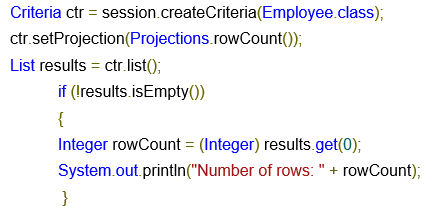 Criteria ctr = session.createCriteria(Employee.class);
ctr.setProjection(Projections.rowCount());
List results = ctr.list();
if (!results.isEmpty())
{
Integer rowCount = (Integer) results.get(0);
System.out.println("Number of rows: " + rowCount);
}